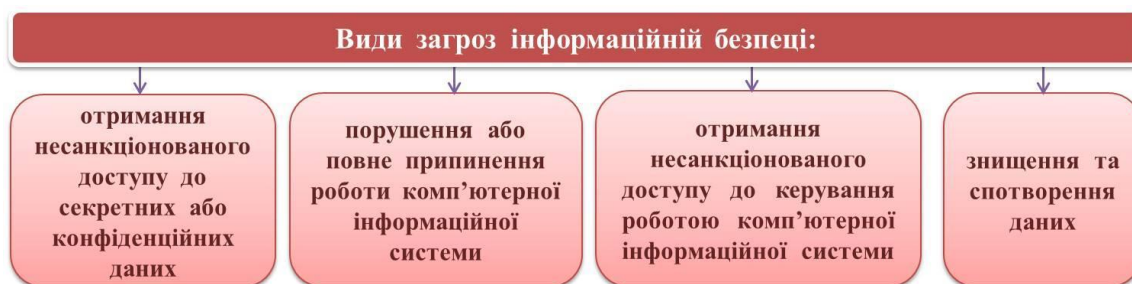 Види загроз інформаційній безпеці:
отримання
несанкціонованого
доступу до
секретних або
конфіденційних
даних
порушення або
повне припинення
роботи комп’ютерної
інформаційної
системи
отримання
несанкціонованого
доступу до керування
роботою комп’ютерної
інформаційної системи
знищення та
спотворення
даних